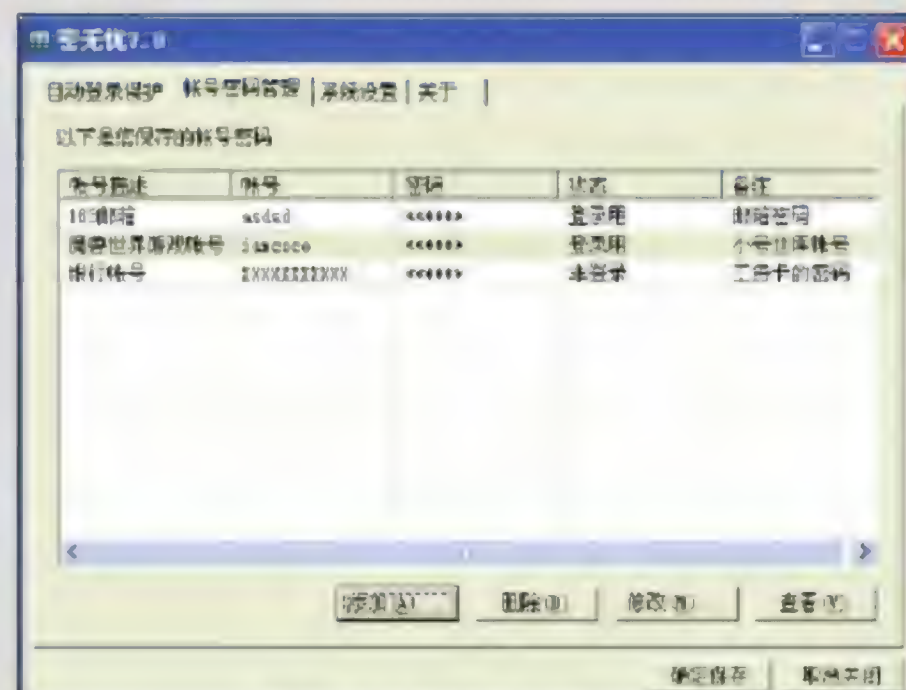 密无优7.0
自动登录保护 帐号密码管理 系统设置 关于
以下是您保存的帐号密码
帐号描述 帐号 密码 状态 备注
163邮箱 asdsd ****** 登录用 邮箱密码
魔兽世界游戏帐号 ****** 登录用 小号仓库帐号
银行帐号 XXXXXXXXXXX ****** 未登录 工资卡的密码
添加(A) 删除(D) 修改(M) 查看(V)
确定保存 取消关闭